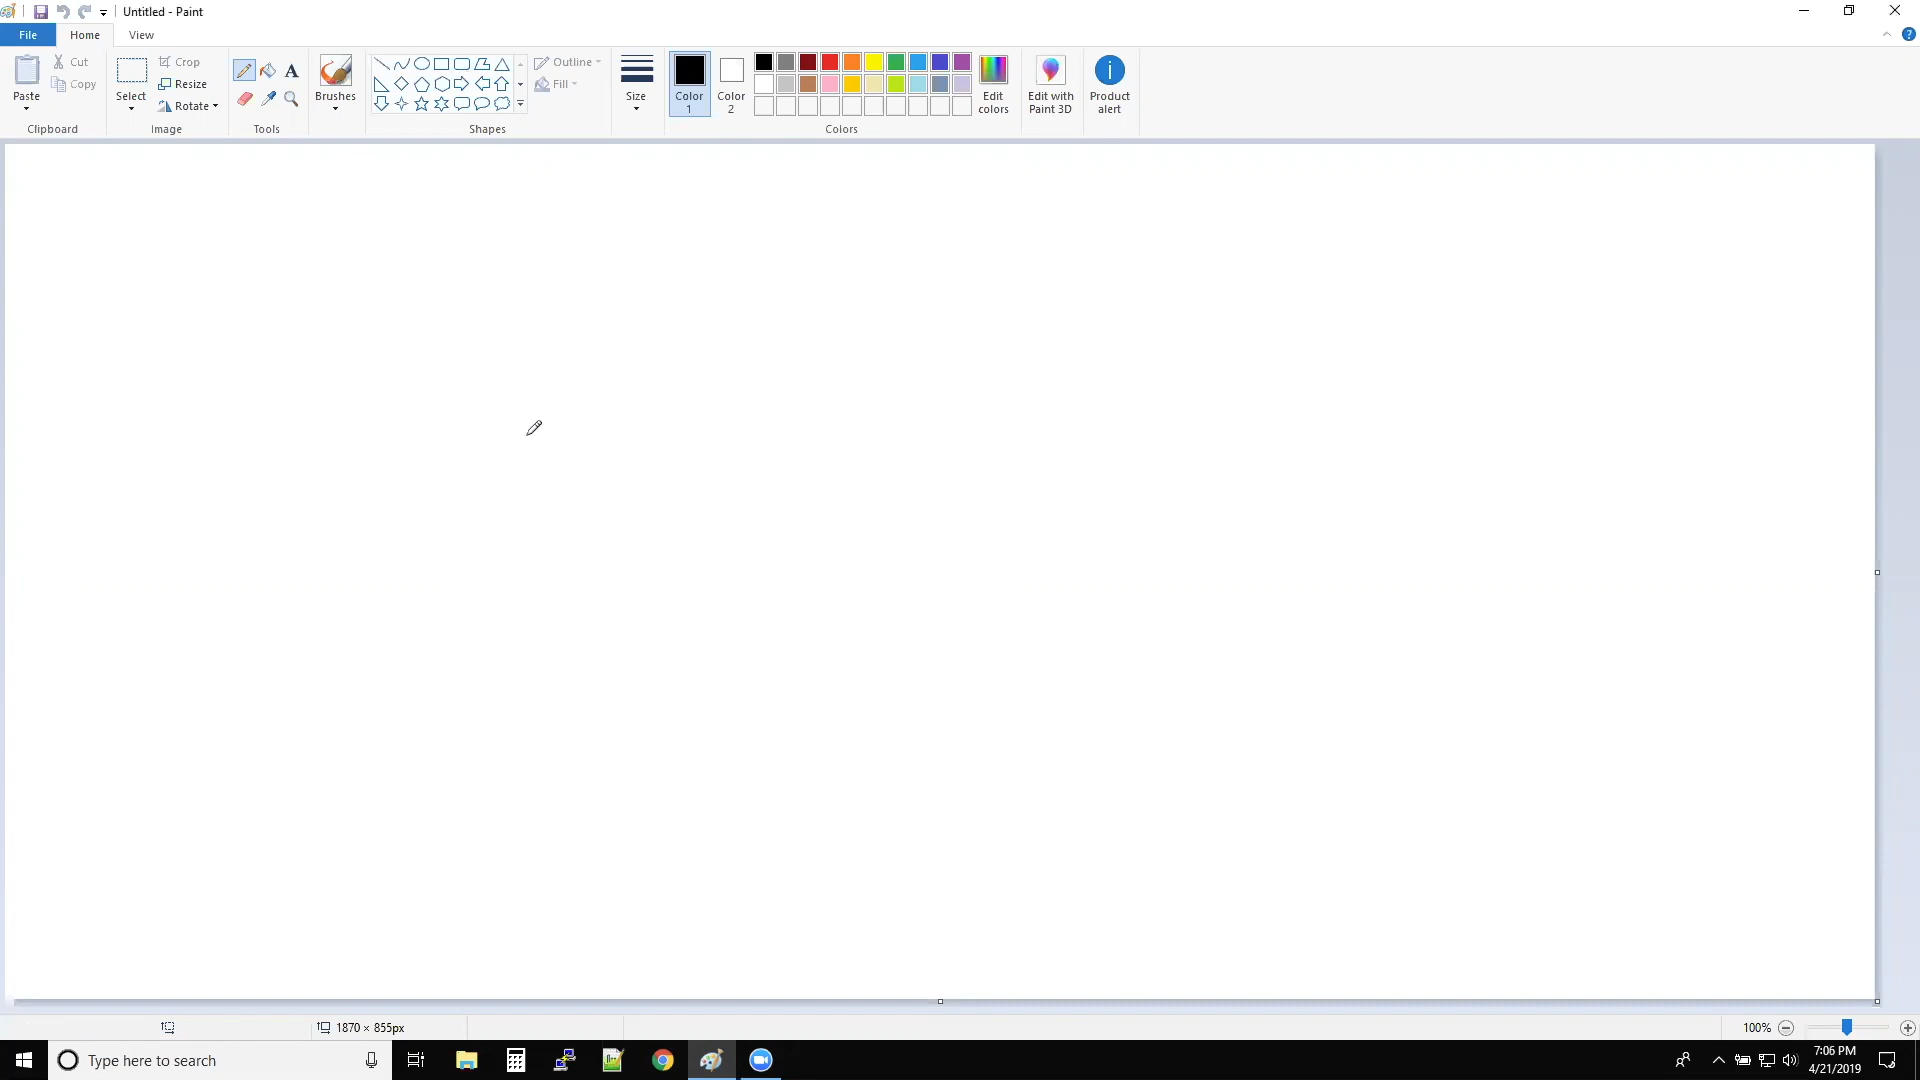 Untitled - Paint
File Home View
Paste
Cut
Copy
Clipboard
Select
Crop
Resize
Rotate
Image
A
Tools
Brushes
Outline
Fill
Shapes
Size
Color 1
Color 2
Edit colors
Colors
Edit with Paint 3D
Product alert
1870 × 855px
100%
Type here to search
7:06 PM
4/21/2019